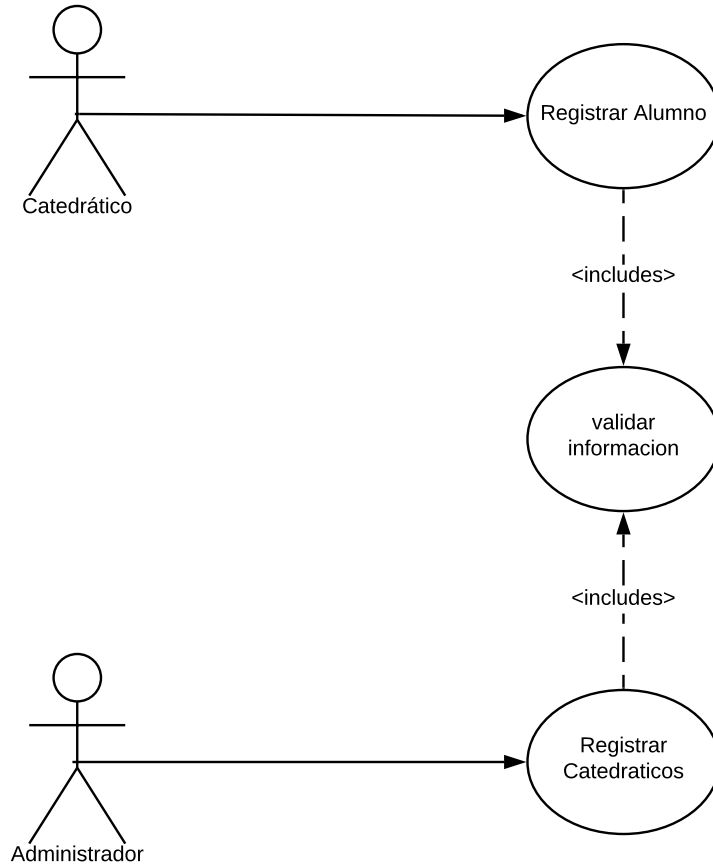 Registrar Alumno
Catedrático
<includes>
validar
informacion
<includes>
Registrar
Catedraticos
Administrador